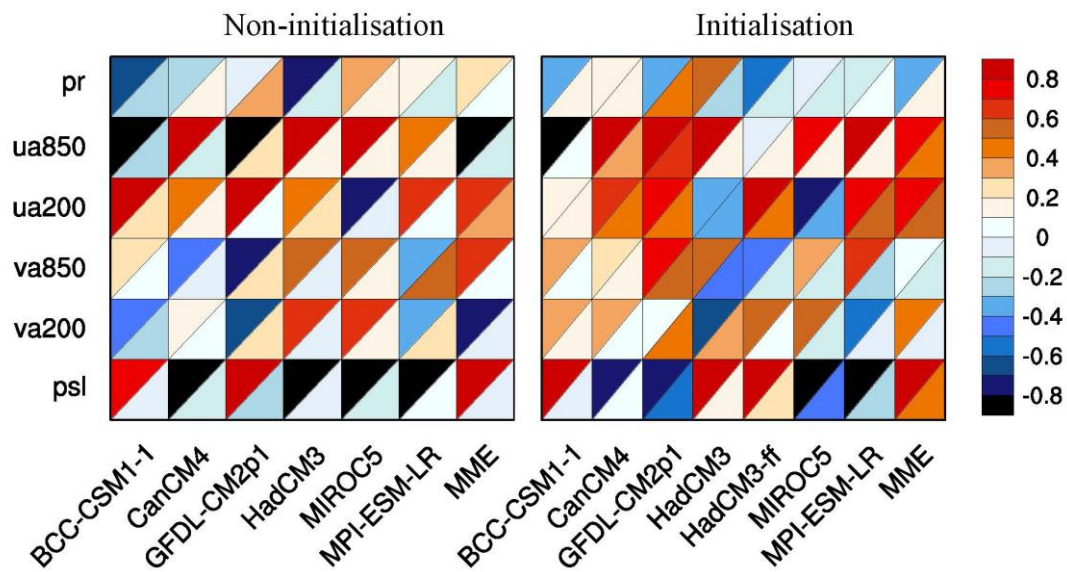 Non-initialisation
Initialisation
pr
ua850
ua200
va850
va200
psl
0.8
0.6
0.4
0.2
0
-0.2
-0.4
-0.6
-0.8
BCC-CSM1-1
CanCM4
GFDL-CM2p1
HadCM3
MIROC5
MPI-ESM-LR
MME
BCC-CSM1-1
CanCM4
GFDL-CM2p1
HadCM3
HadCM3-ff
MIROC5
MPI-ESM-LR
MME